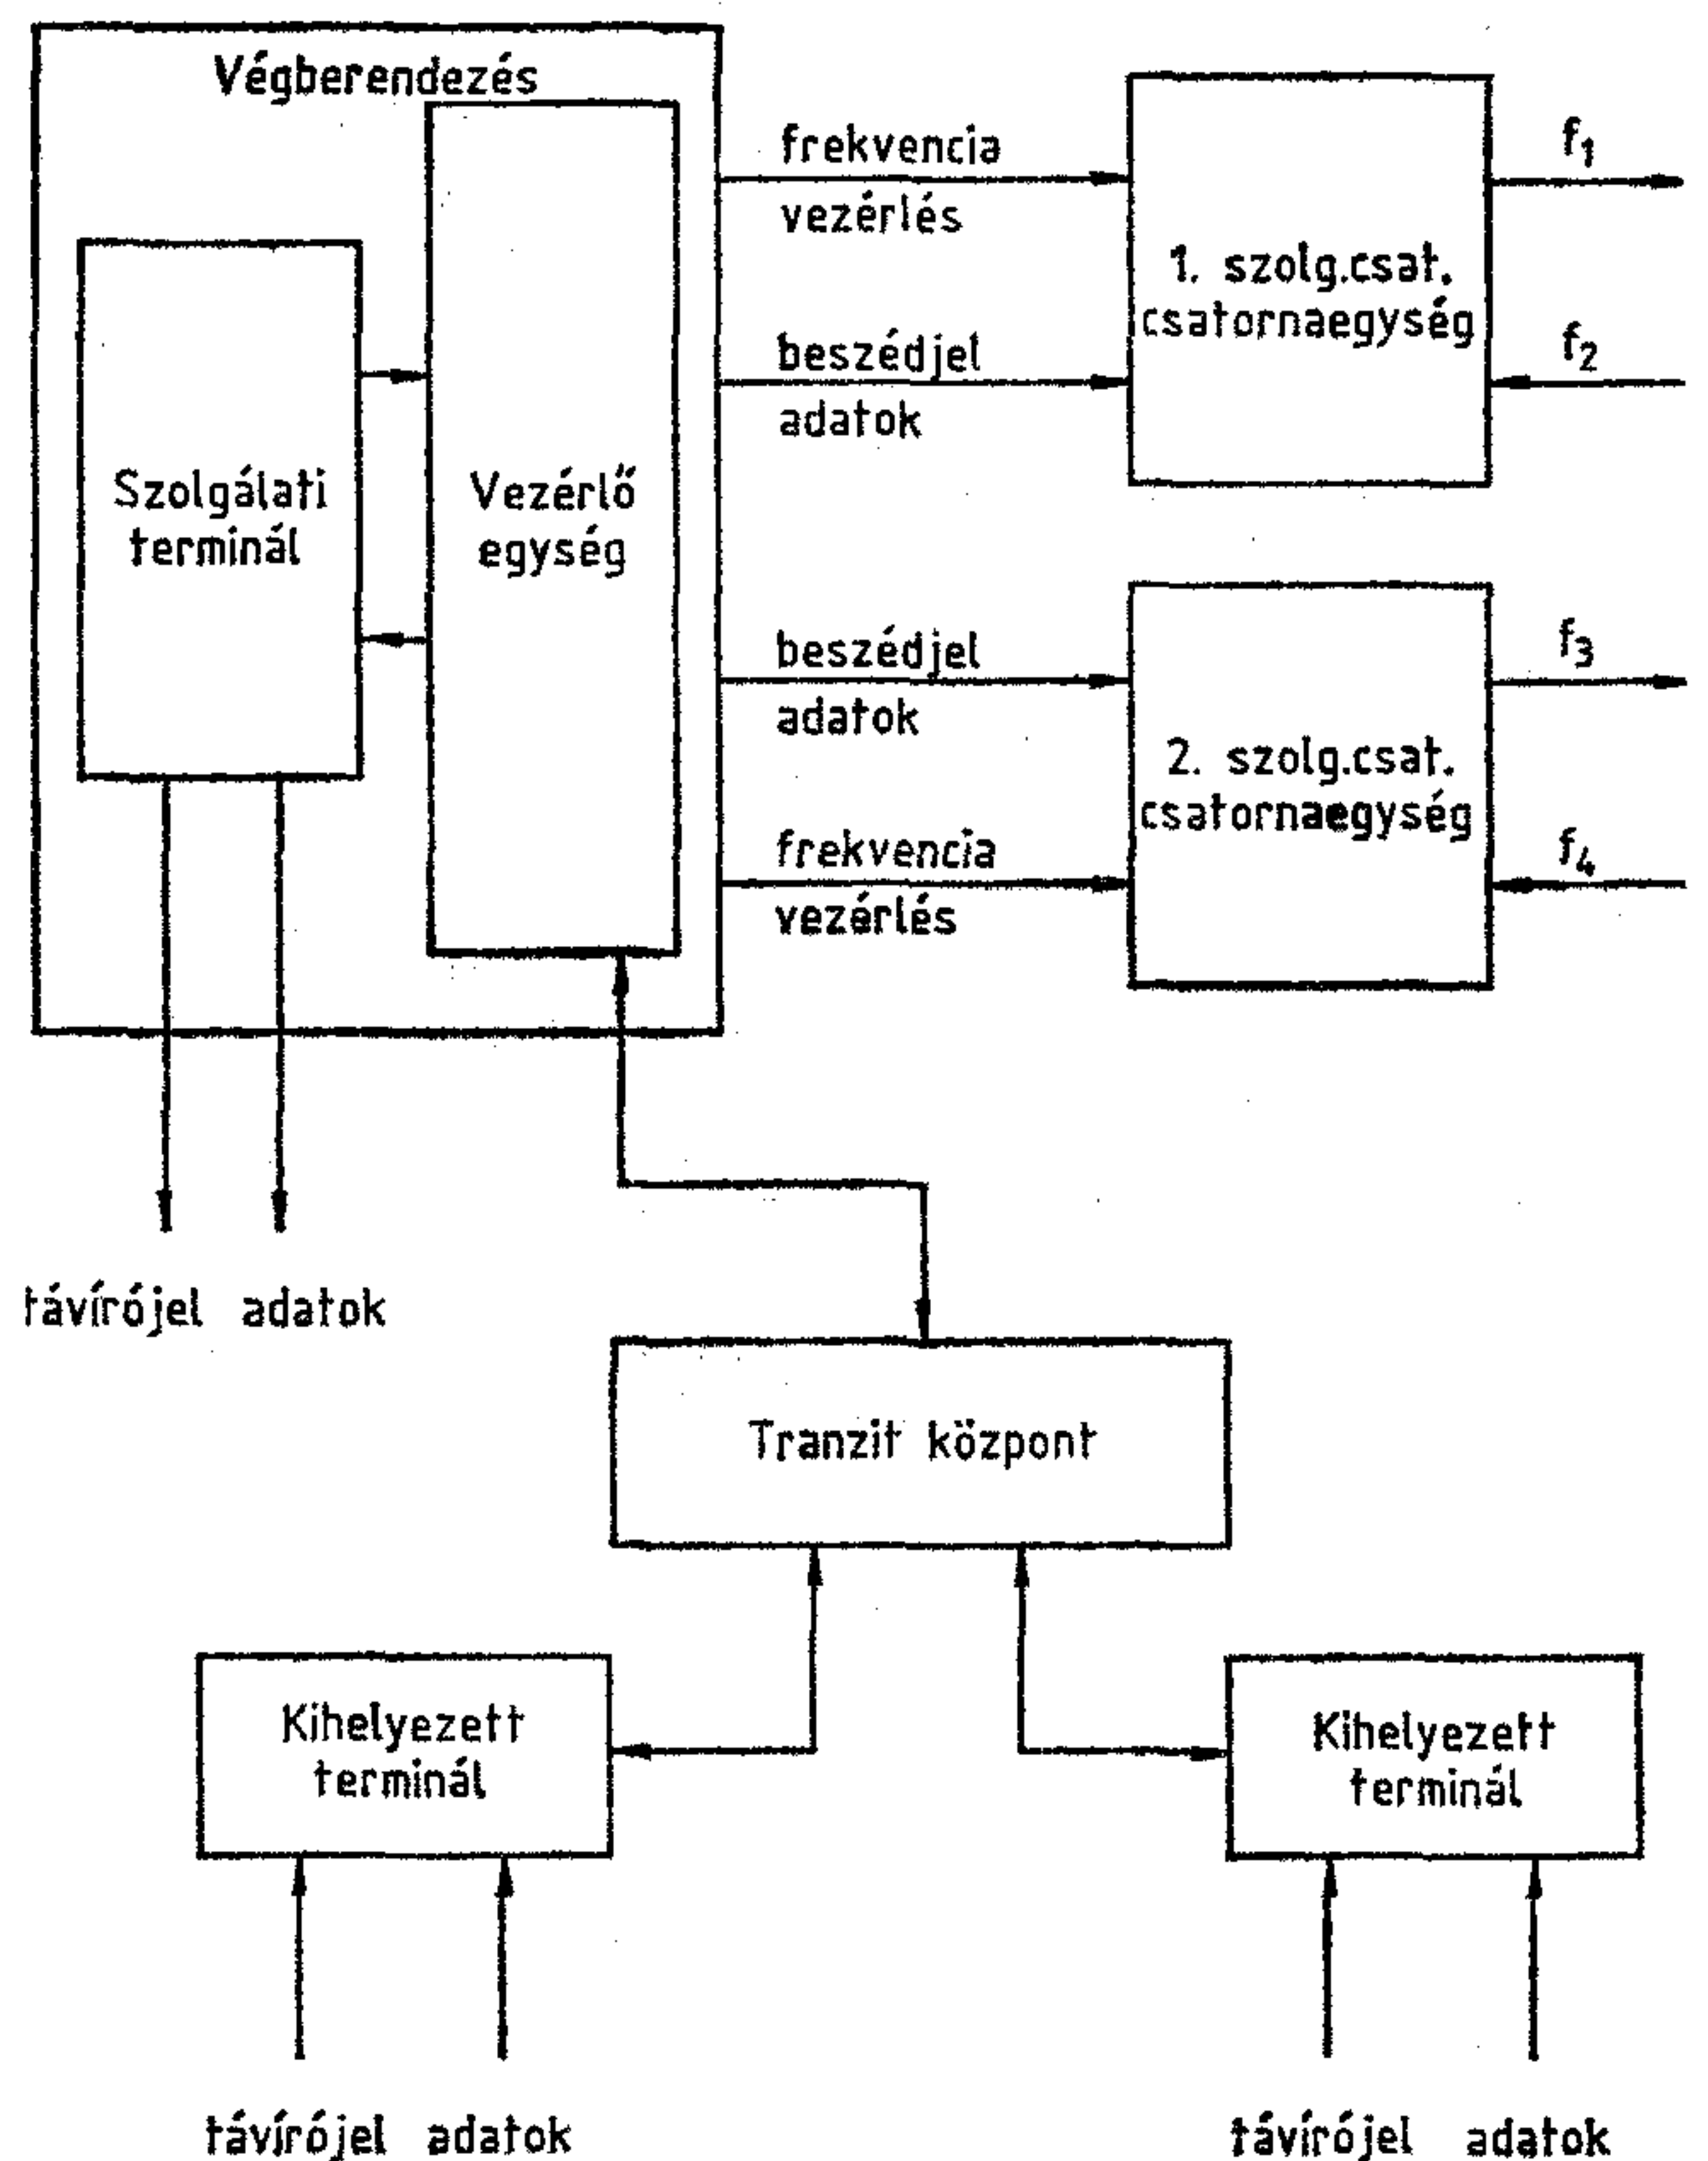 Végberendezés
Szolgálati
terminál
Vezérlő
egység
frekvencia
vezérlés
beszédjel
adatok
beszédjel
adatok
frekvencia
vezérlés
1. szolg.csat.
csatornaegység
f1
f2
2. szolg.csat.
csatornaegység
f3
f4
távírójel adatok
Tranzit központ
Kihelyezett
terminál
Kihelyezett
terminál
távírójel adatok
távírójel adatok